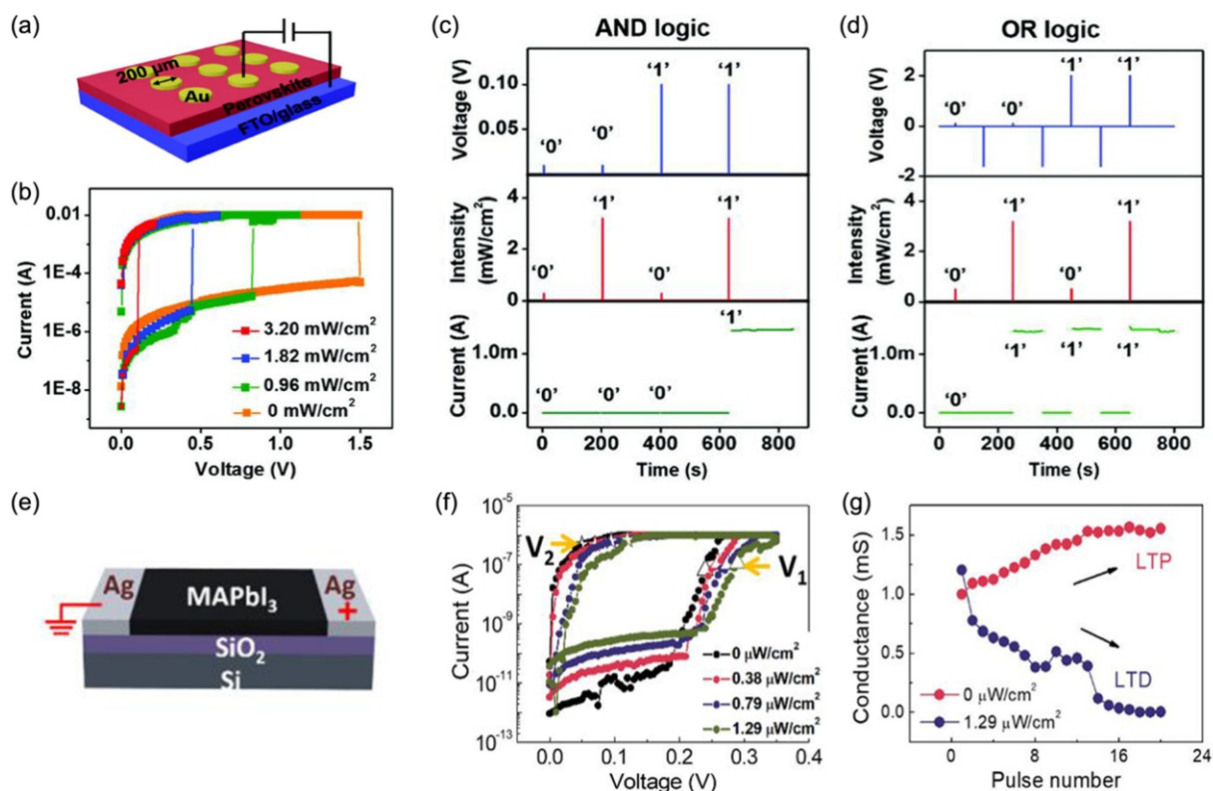 (a)
200 μm
Au
Perovskite
FTO/glass
(b)
Current (A)
0.01
1E-4
1E-6
1E-8
3.20 mW/cm²
1.82 mW/cm²
0.96 mW/cm²
0 mW/cm²
0.0 0.5 1.0 1.5
Voltage (V)
(c)
AND logic
Voltage (V)
0.10
0.05
'0' '0' '1' '1'
Intensity (mW/cm²)
4
2
0
'0' '1' '0' '1'
Current (A)
1.0m
0.0
'0' '0' '0' '1'
0 200 400 600 800
Time (s)
(d)
OR logic
Voltage (V)
2
0
-2
'0' '0' '1' '1'
Intensity (mW/cm²)
4
2
0
'0' '1' '0' '1'
Current (A)
1.0m
0.0
'0' '1' '1' '1'
0 200 400 600 800
Time (s)
(e)
Ag
MAPbI₃
Ag
+
SiO₂
Si
(f)
Current (A)
10⁻⁵
10⁻⁷
10⁻⁹
10⁻¹¹
10⁻¹³
V₂
V₁
0 μW/cm²
0.38 μW/cm²
0.79 μW/cm²
1.29 μW/cm²
0.0 0.1 0.2 0.3 0.4
Voltage (V)
(g)
Conductance (mS)
1.5
1.0
0.5
0.0
LTP
LTD
0 μW/cm²
1.29 μW/cm²
0 8 16 24
Pulse number